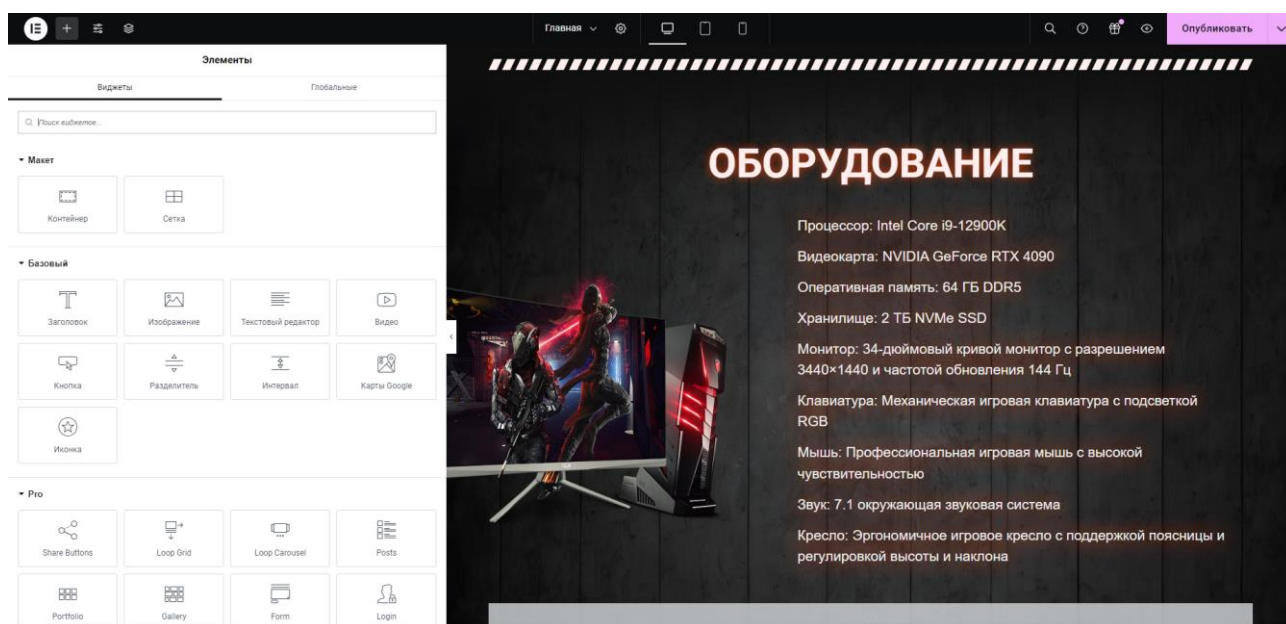 Главная
Опубликовать
Элементы
Виджеты
Глобальные
Поиск виджетов...
Макет
Контейнер
Сетка
Базовый
Заголовок
Изображение
Текстовый редактор
Видео
Кнопка
Разделитель
Интервал
Карты Google
Иконка
Pro
Share Buttons
Loop Grid
Loop Carousel
Posts
Portfolio
Gallery
Form
Login
ОБОРУДОВАНИЕ
Процессор: Intel Core i9-12900K
Видеокарта: NVIDIA GeForce RTX 4090
Оперативная память: 64 ГБ DDR5
Хранилище: 2 ТБ NVMe SSD
Монитор: 34-дюймовый кривой монитор с разрешением
3440×1440 и частотой обновления 144 Гц
Клавиатура: Механическая игровая клавиатура с подсветкой
RGB
Мышь: Профессиональная игровая мышь с высокой
чувствительностью
Звук: 7.1 окружающая звуковая система
Кресло: Эргономичное игровое кресло с поддержкой поясницы и
регулировкой высоты и наклона